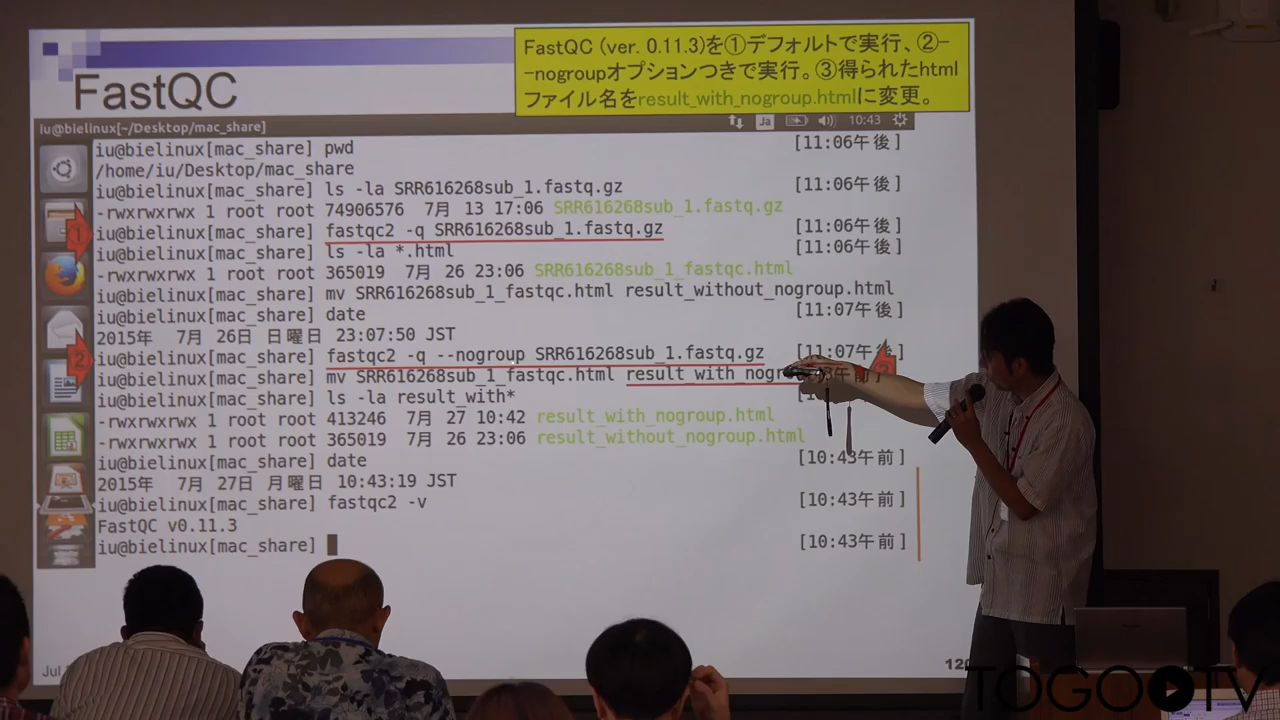 FastQC
FastQC (ver. 0.11.3)を①デフォルトで実行、②-
-nogroupオプションつきで実行。③得られたhtml
ファイル名をresult_with_nogroup.htmlに変更。
iu@bielinux[~/Desktop/mac_share] Ja 10:43
iu@bielinux[mac_share] pwd [11:06午後]
/home/iu/Desktop/mac_share
iu@bielinux[mac_share] ls -la SRR616268sub_1.fastq.gz [11:06午後]
-rwxrwxrwx 1 root root 74906576 7月 13 17:06 SRR616268sub_1.fastq.gz
① iu@bielinux[mac_share] fastqc2 -q SRR616268sub_1.fastq.gz [11:06午後]
iu@bielinux[mac_share] ls -la *.html [11:06午後]
-rwxrwxrwx 1 root root 365019 7月 26 23:06 SRR616268sub_1_fastqc.html
iu@bielinux[mac_share] mv SRR616268sub_1_fastqc.html result_without_nogroup.html
iu@bielinux[mac_share] date [11:07午後]
2015年 7月 26日 日曜日 23:07:50 JST
② iu@bielinux[mac_share] fastqc2 -q --nogroup SRR616268sub_1.fastq.gz [11:07午後]
iu@bielinux[mac_share] mv SRR616268sub_1_fastqc.html result_with_nogr 午前]
iu@bielinux[mac_share] ls -la result_with*
-rwxrwxrwx 1 root root 413246 7月 27 10:42 result_with_nogroup.html
-rwxrwxrwx 1 root root 365019 7月 26 23:06 result_without_nogroup.html
iu@bielinux[mac_share] date [10:43午前]
2015年 7月 27日 月曜日 10:43:19 JST
iu@bielinux[mac_share] fastqc2 -v [10:43午前]
FastQC v0.11.3
iu@bielinux[mac_share] [10:43午前]
Jul
TOGO TV